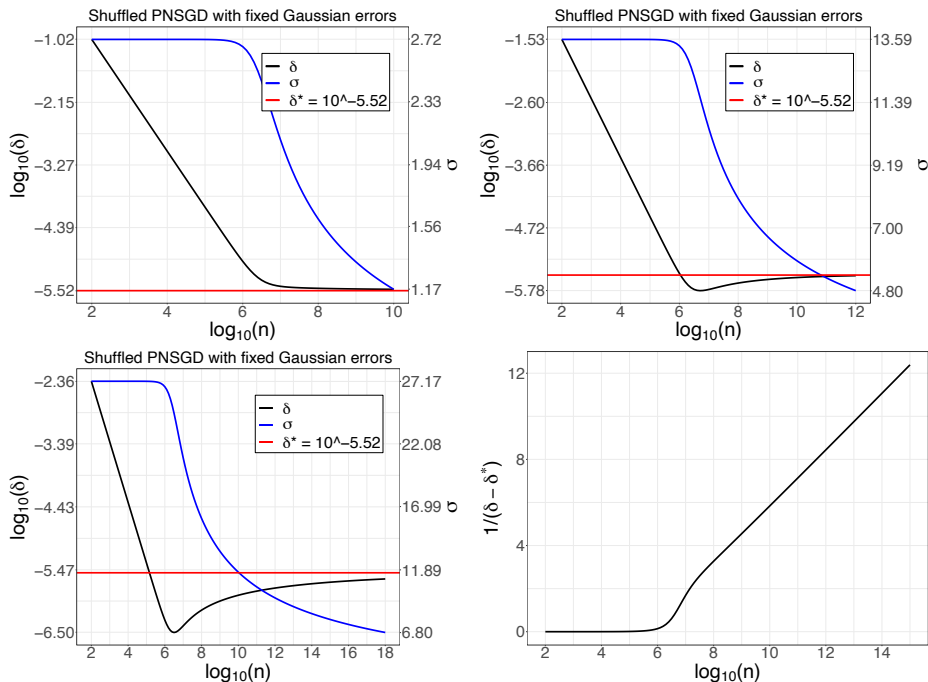 Shuffled PNSGD with fixed Gaussian errors
−1.02
−2.15
−3.27
−4.39
−5.52
log10(δ)
2.72
2.33
1.94
1.56
1.17
σ
δ
σ
δ* = 10^−5.52
2 4 6 8 10
log10(n)
Shuffled PNSGD with fixed Gaussian errors
−1.53
−2.60
−3.66
−4.72
−5.78
log10(δ)
13.59
11.39
9.19
7.00
4.80
σ
δ
σ
δ* = 10^−5.52
2 4 6 8 10 12
log10(n)
Shuffled PNSGD with fixed Gaussian errors
−2.36
−3.39
−4.43
−5.47
−6.50
log10(δ)
27.17
22.08
16.99
11.89
6.80
σ
δ
σ
δ* = 10^−5.52
2 4 6 8 10 12 14 16 18
log10(n)
12
8
4
0
1/(δ − δ*)
2 4 6 8 10 12 14
log10(n)